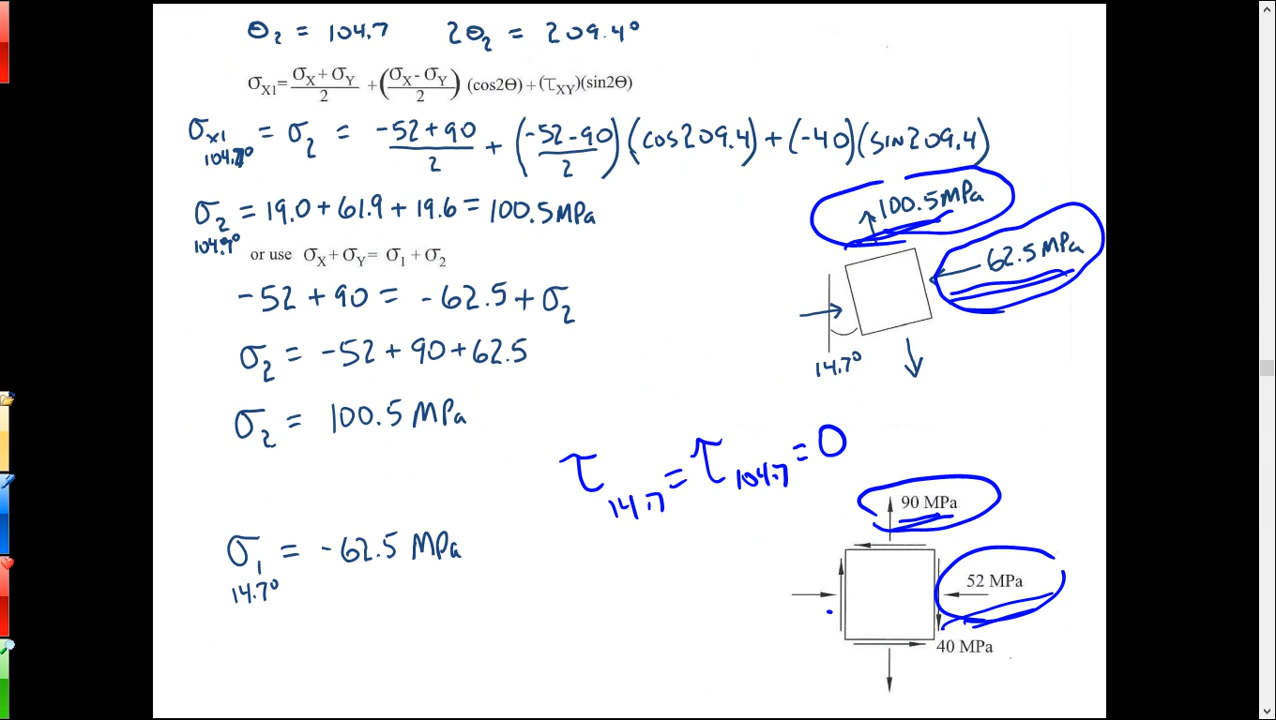 θ₂ = 104.7 2θ₂ = 209.4°
σX1 = (σX + σY)/2 + ((σX - σY)/2) (cos2Θ) + (τXY)(sin2Θ)
σx1 104.7° = σ₂ = (-52+90)/2 + ((-52-90)/2)(cos209.4) + (-40)(sin209.4)
100.5 MPa
σ₂ 104.7° = 19.0 + 61.9 + 19.6 = 100.5 MPa
62.5 MPa
or use σX + σY = σ1 + σ2
-52 + 90 = -62.5 + σ₂
σ₂ = -52 + 90 + 62.5
14.7°
σ₂ = 100.5 MPa
τ14.7 = τ104.7 = 0
90 MPa
σ₁ 14.7° = -62.5 MPa
52 MPa
40 MPa